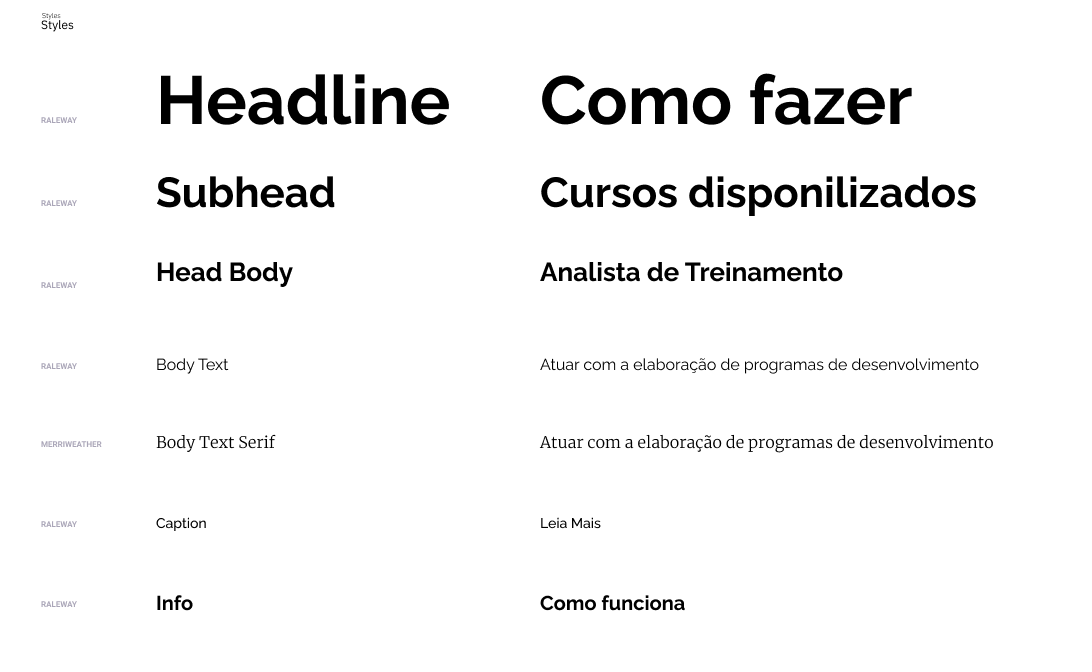 Styles
Styles
RALEWAY Headline Como fazer
RALEWAY Subhead Cursos disponilizados
RALEWAY Head Body Analista de Treinamento
RALEWAY Body Text Atuar com a elaboração de programas de desenvolvimento
MERRIWEATHER Body Text Serif Atuar com a elaboração de programas de desenvolvimento
RALEWAY Caption Leia Mais
RALEWAY Info Como funciona